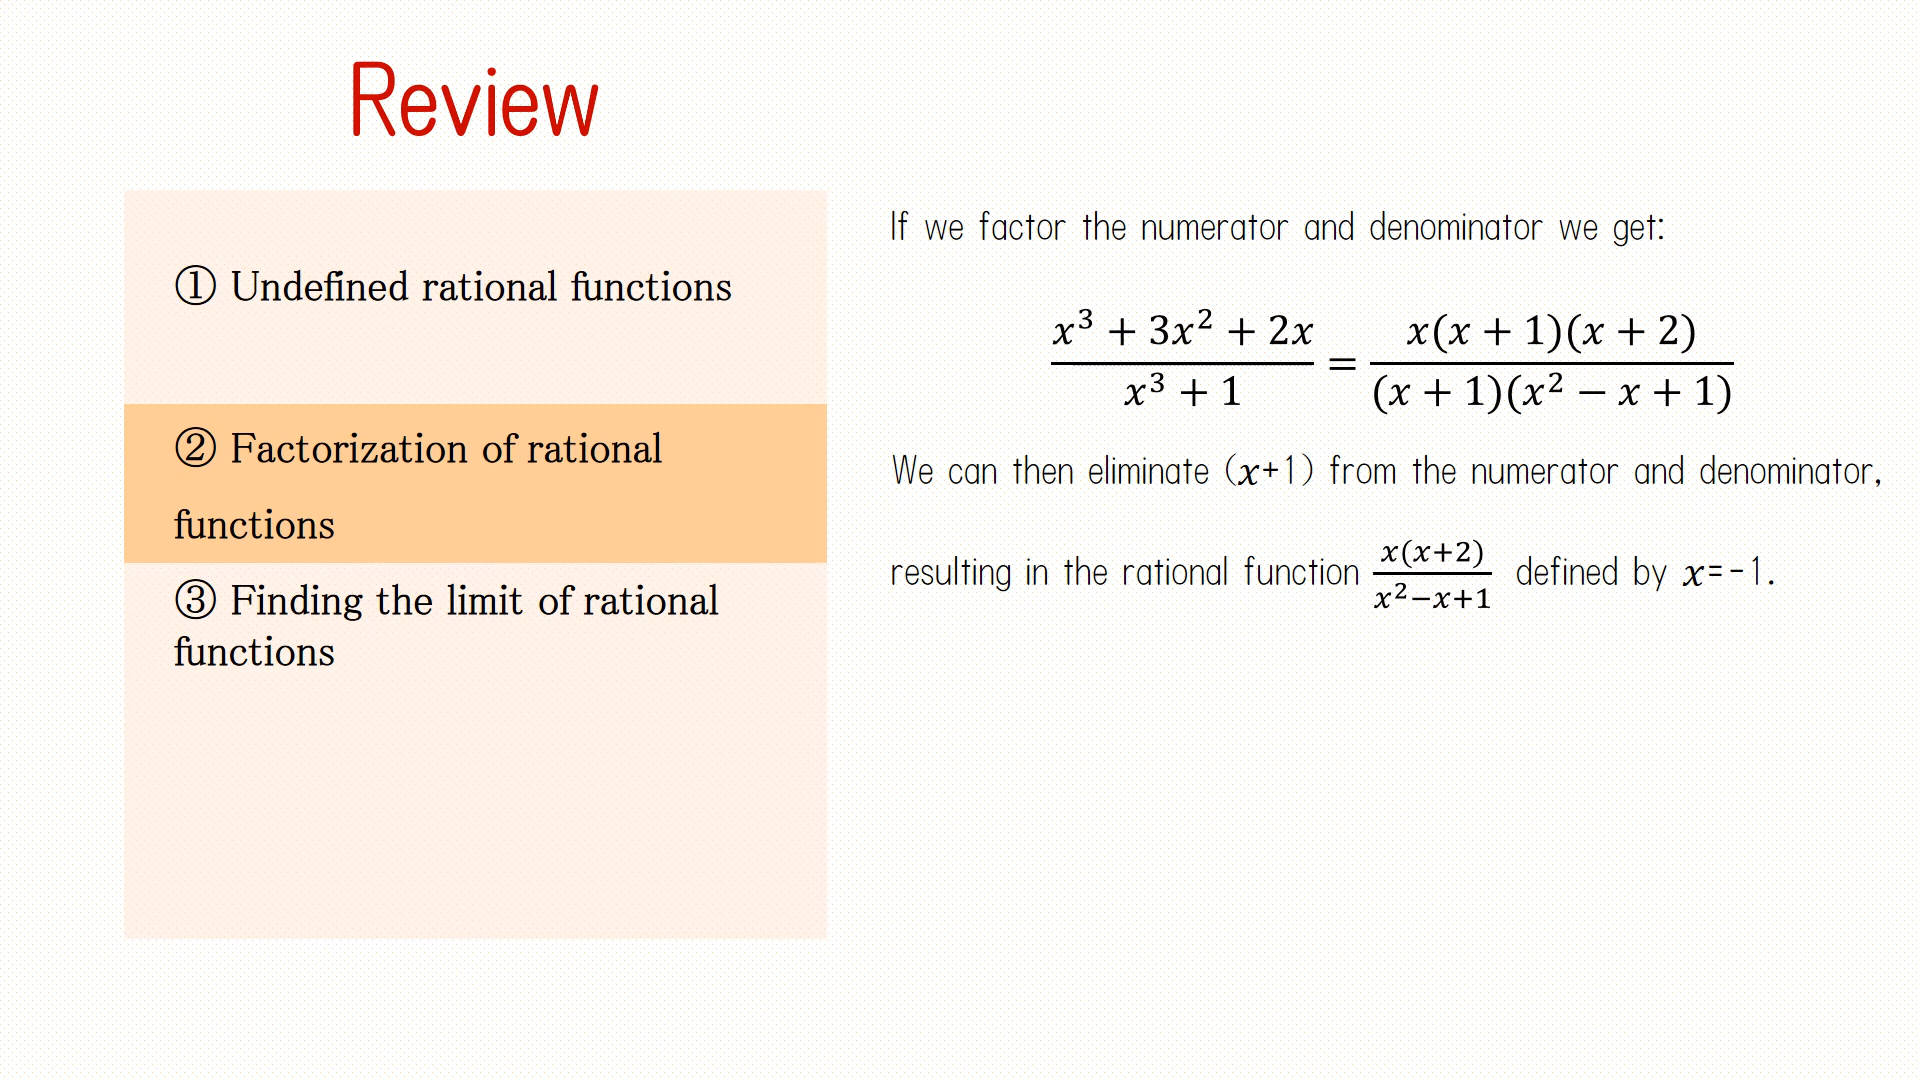 Review
① Undefined rational functions
② Factorization of rational
functions
③ Finding the limit of rational
functions
If we factor the numerator and denominator we get:
(x³ + 3x² + 2x)/(x³ + 1) = (x(x + 1)(x + 2))/((x + 1)(x² − x + 1))
We can then eliminate (x+1) from the numerator and denominator,
resulting in the rational function (x(x+2))/(x²−x+1) defined by x=-1.